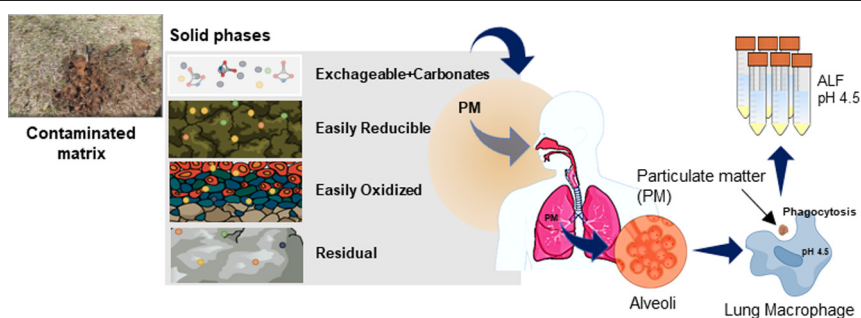 Solid phases
Contaminated
matrix
Exchageable+Carbonates
Easily Reducible
Easily Oxidized
Residual
PM
PM
Alveoli
Particulate matter
(PM)
Phagocytosis
pH 4.5
Lung Macrophage
ALF
pH 4.5